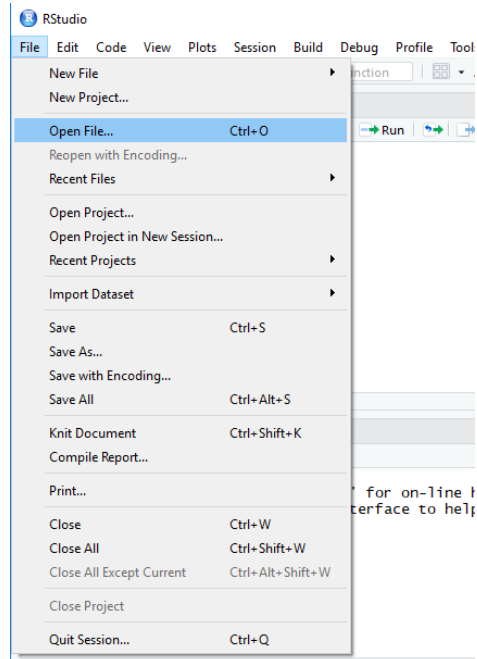 RStudio
File Edit Code View Plots Session Build Debug Profile Tool
New File
nction
New Project...
Open File... Ctrl+O
Run
Reopen with Encoding...
Recent Files
Open Project...
Open Project in New Session...
Recent Projects
Import Dataset
Save Ctrl+S
Save As...
Save with Encoding...
Save All Ctrl+Alt+S
Knit Document Ctrl+Shift+K
Compile Report...
Print...
' for on-line h
terface to help
Close Ctrl+W
Close All Ctrl+Shift+W
Close All Except Current Ctrl+Alt+Shift+W
Close Project
Quit Session... Ctrl+Q